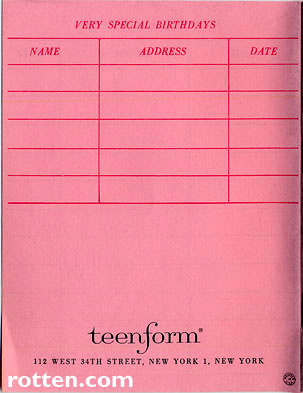 VERY SPECIAL BIRTHDAYS
NAME ADDRESS DATE
teenform®
112 WEST 34TH STREET, NEW YORK 1, NEW YORK
rotten.com